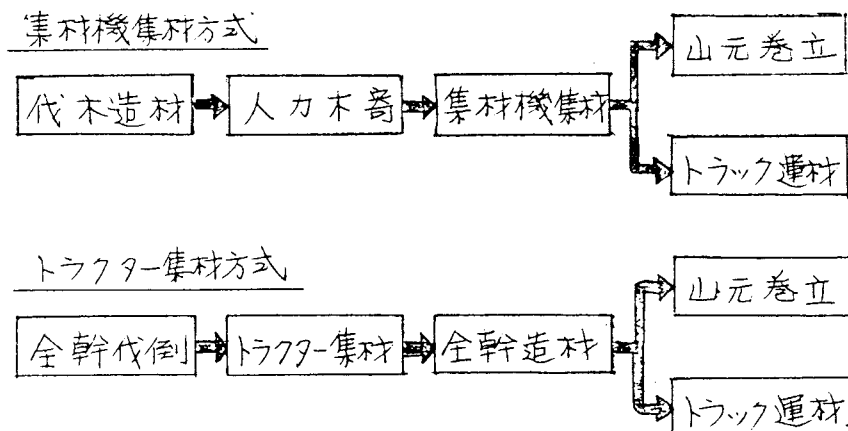 集材機集材方式
山元巻立
伐木造材
人力木寄
集材機集材
トラック運材
トラクター集材方式
山元巻立
全幹伐倒
トラクター集材
全幹造材
トラック運材